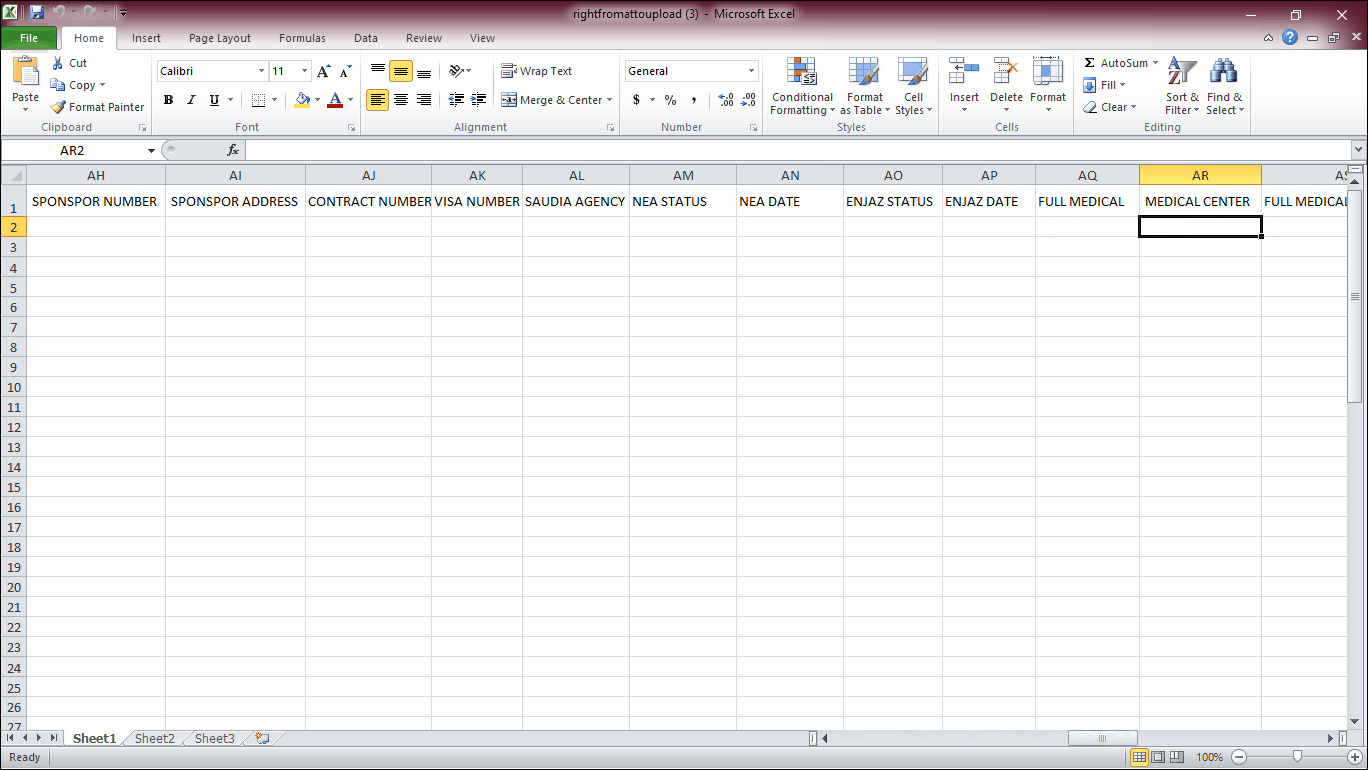 rightfromattoupload (3) - Microsoft Excel
File Home Insert Page Layout Formulas Data Review View
Paste
Cut
Copy
Format Painter
Clipboard
Calibri 11
B I U
Font
Wrap Text
Merge & Center
Alignment
General
$ % ,
Number
Conditional Formatting
Format as Table
Cell Styles
Styles
Insert Delete Format
Cells
Σ AutoSum
Fill
Clear
Sort & Filter
Find & Select
Editing
AR2 fx
AH AI AJ AK AL AM AN AO AP AQ AR AS
1 SPONSPOR NUMBER SPONSPOR ADDRESS CONTRACT NUMBER VISA NUMBER SAUDIA AGENCY NEA STATUS NEA DATE ENJAZ STATUS ENJAZ DATE FULL MEDICAL MEDICAL CENTER FULL MEDICAL
2
3
4
5
6
7
8
9
10
11
12
13
14
15
16
17
18
19
20
21
22
23
24
25
26
27
Sheet1 Sheet2 Sheet3
Ready 100%